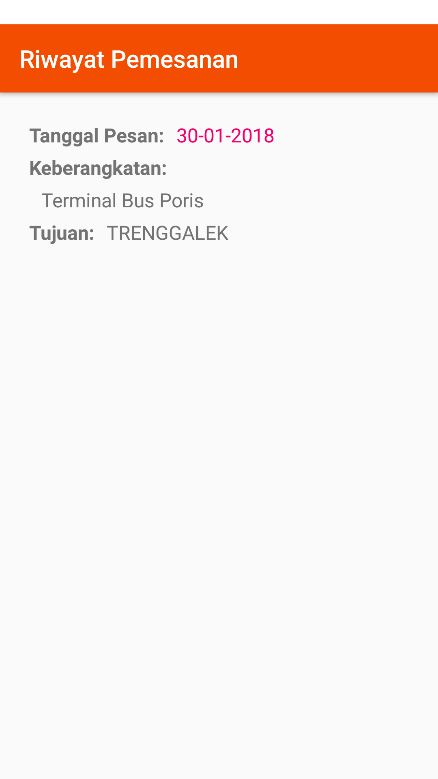 Riwayat Pemesanan
Tanggal Pesan: 30-01-2018
Keberangkatan:
Terminal Bus Poris
Tujuan: TRENGGALEK